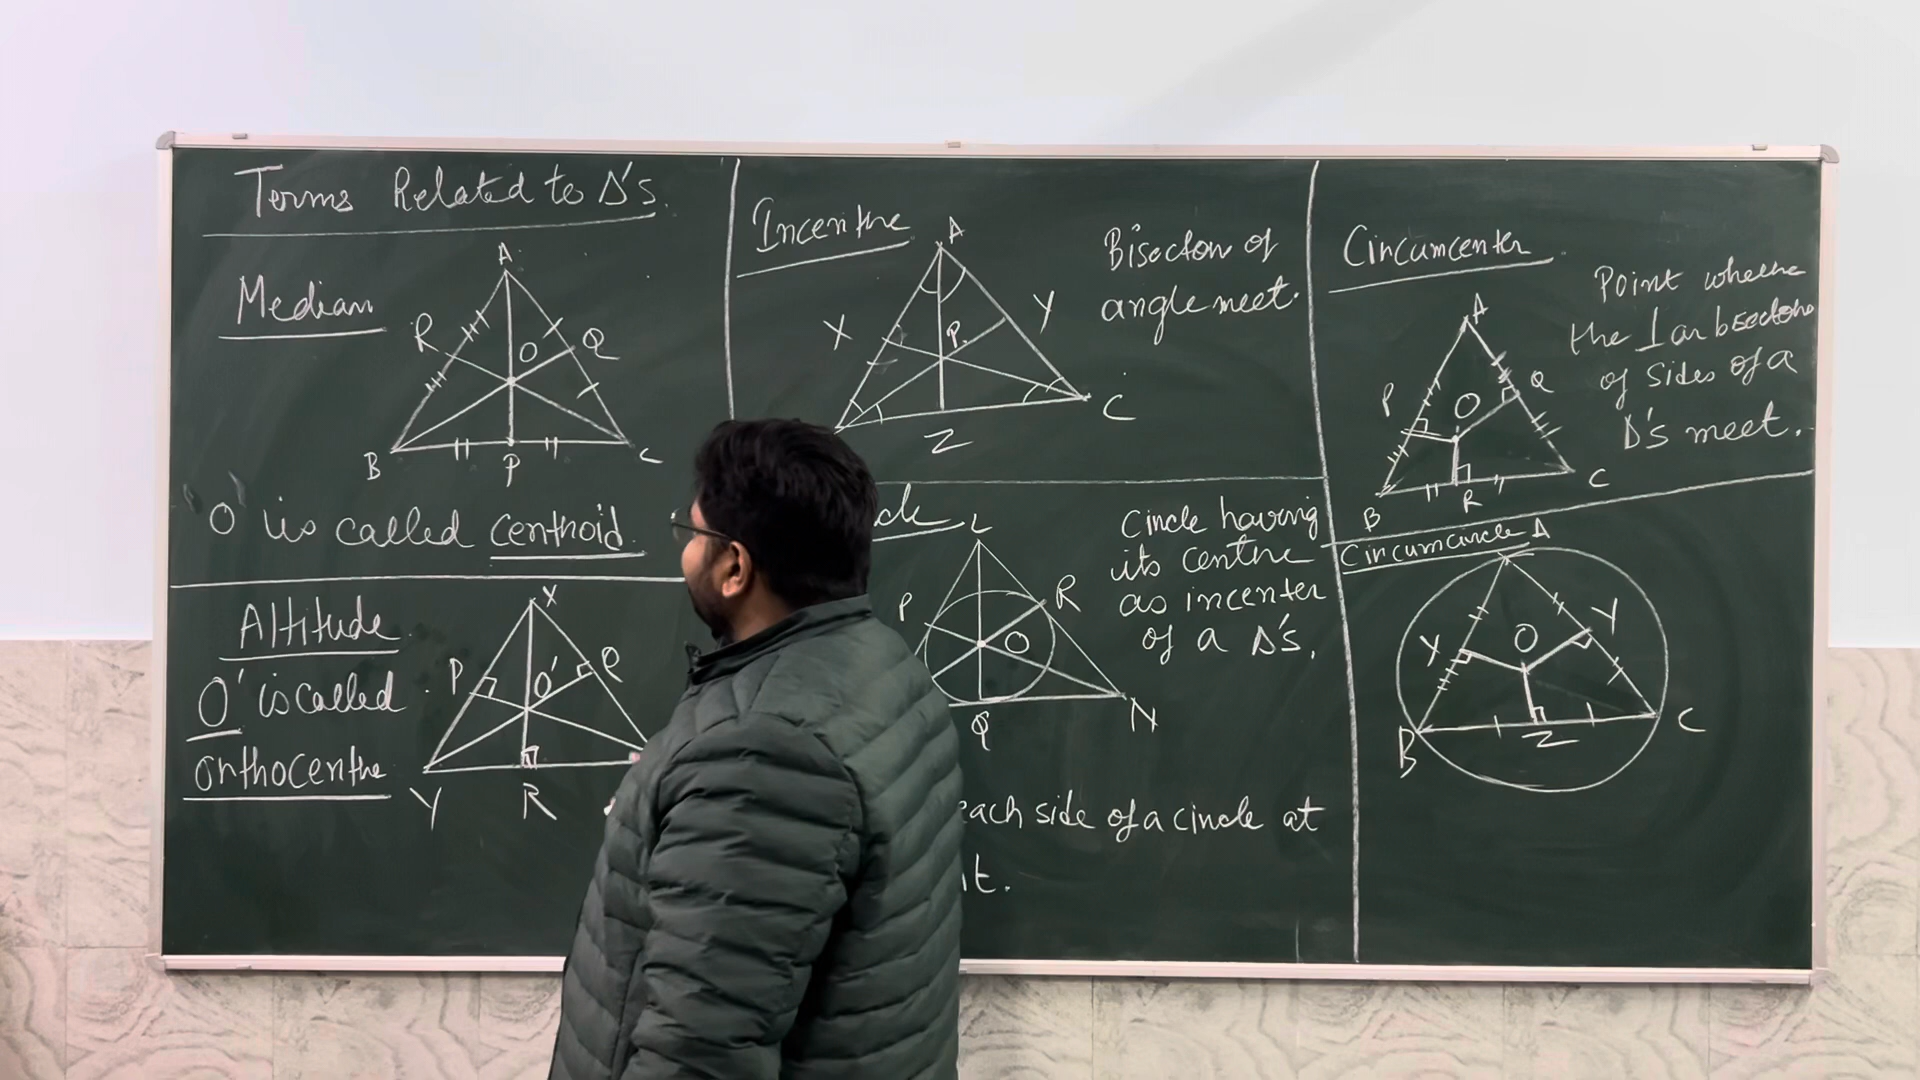 Terms Related to Δ's.
Median
A
R
O
Q
B
P
C
O is called centroid.
Altitude
O' is called
orthocentre
X
P
O'
Q
Y
R
Incentre
A
X
P
Y
C
Z
Bisector of
angle meet.
L
P
R
O
Q
N
Circle having
its centre
as incenter
of a Δ's.
each side of a circle at
it.
Circumcenter
A
P
O
Q
B
R
C
Point where
the ⊥ar bisectors
of sides of a
Δ's meet.
Circumcircle
A
X
O
Y
B
Z
C